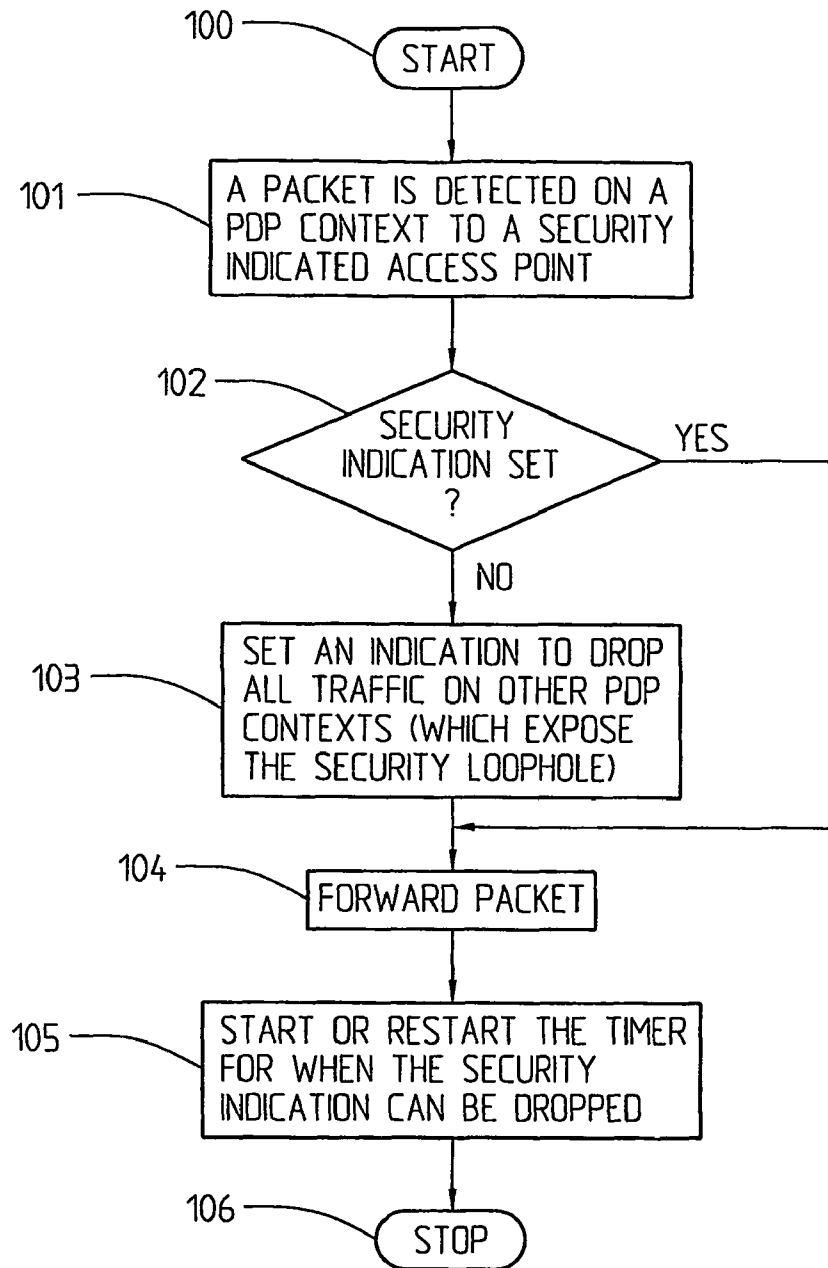 100
START
101
A PACKET IS DETECTED ON A
PDP CONTEXT TO A SECURITY
INDICATED ACCESS POINT
102
SECURITY
INDICATION SET
?
YES
NO
103
SET AN INDICATION TO DROP
ALL TRAFFIC ON OTHER PDP
CONTEXTS (WHICH EXPOSE
THE SECURITY LOOPHOLE)
104
FORWARD PACKET
105
START OR RESTART THE TIMER
FOR WHEN THE SECURITY
INDICATION CAN BE DROPPED
106
STOP